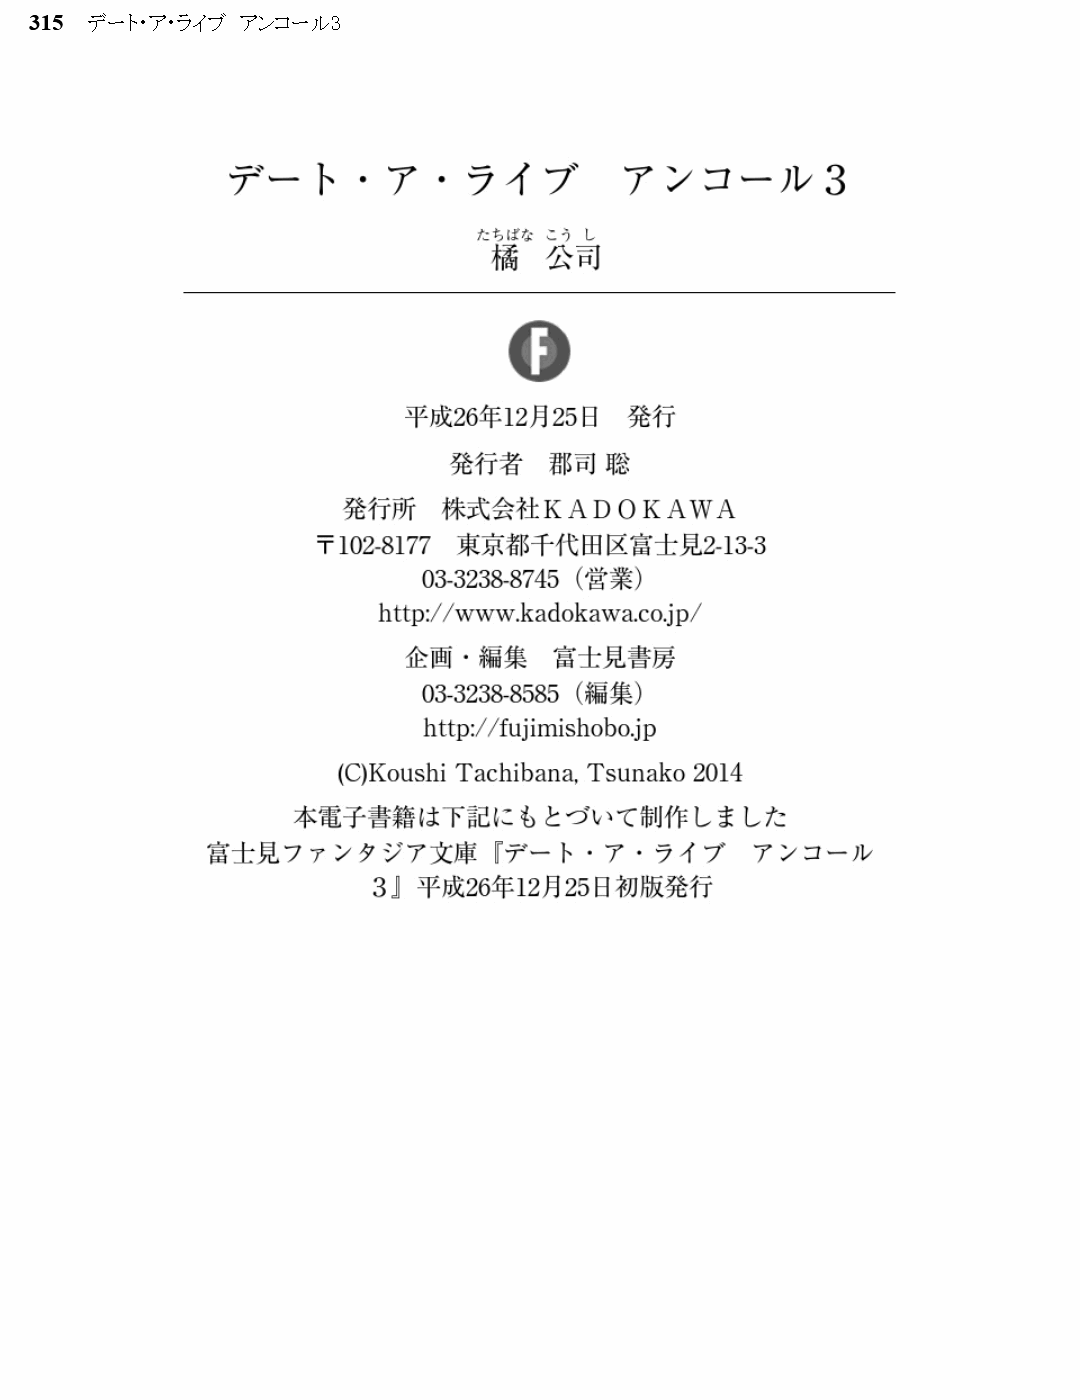 315　デート・ア・ライブ　アンコール3
デート・ア・ライブ　アンコール３
たちばな こうし
橘　公司
F
平成26年12月25日　発行
発行者　郡司 聡
発行所　株式会社ＫＡＤＯＫＡＷＡ
〒102-8177　東京都千代田区富士見2-13-3
03-3238-8745（営業）
http://www.kadokawa.co.jp/
企画・編集　富士見書房
03-3238-8585（編集）
http://fujimishobo.jp
(C)Koushi Tachibana, Tsunako 2014
本電子書籍は下記にもとづいて制作しました
富士見ファンタジア文庫『デート・ア・ライブ　アンコール
３』平成26年12月25日初版発行